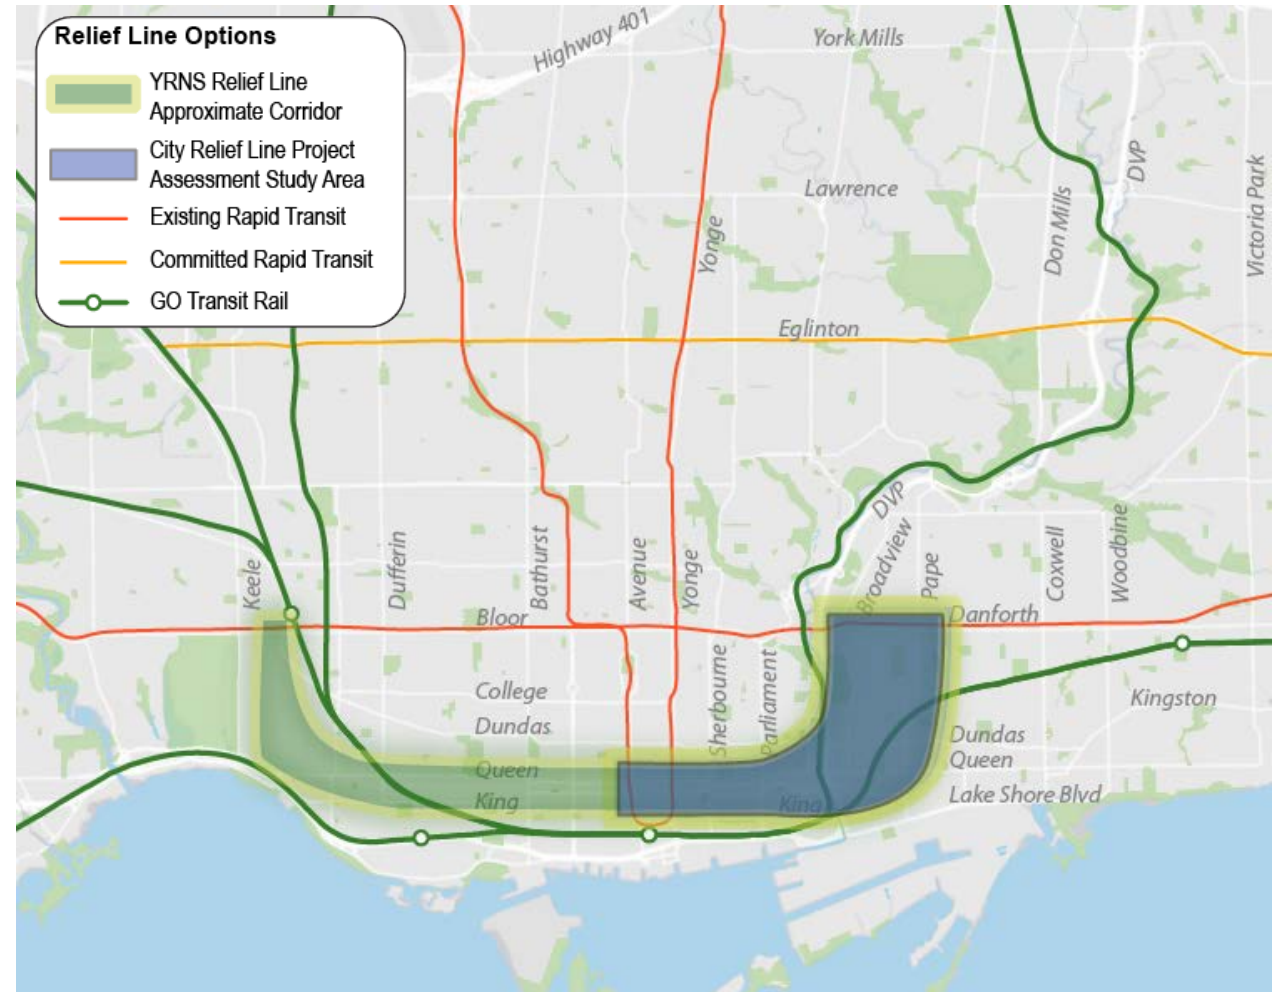 Relief Line Options
YRNS Relief Line
Approximate Corridor
City Relief Line Project
Assessment Study Area
Existing Rapid Transit
Committed Rapid Transit
GO Transit Rail
Highway 401
York Mills
DVP
Victoria Park
Lawrence
Don Mills
Yonge
Eglinton
DVP
Broadview
Keele
Dufferin
Bathurst
Avenue
Yonge
Pape
Coxwell
Woodbine
Bloor
Danforth
Sherbourne
Parliament
College
Kingston
Dundas
Dundas
Queen
Queen
King
King
Lake Shore Blvd